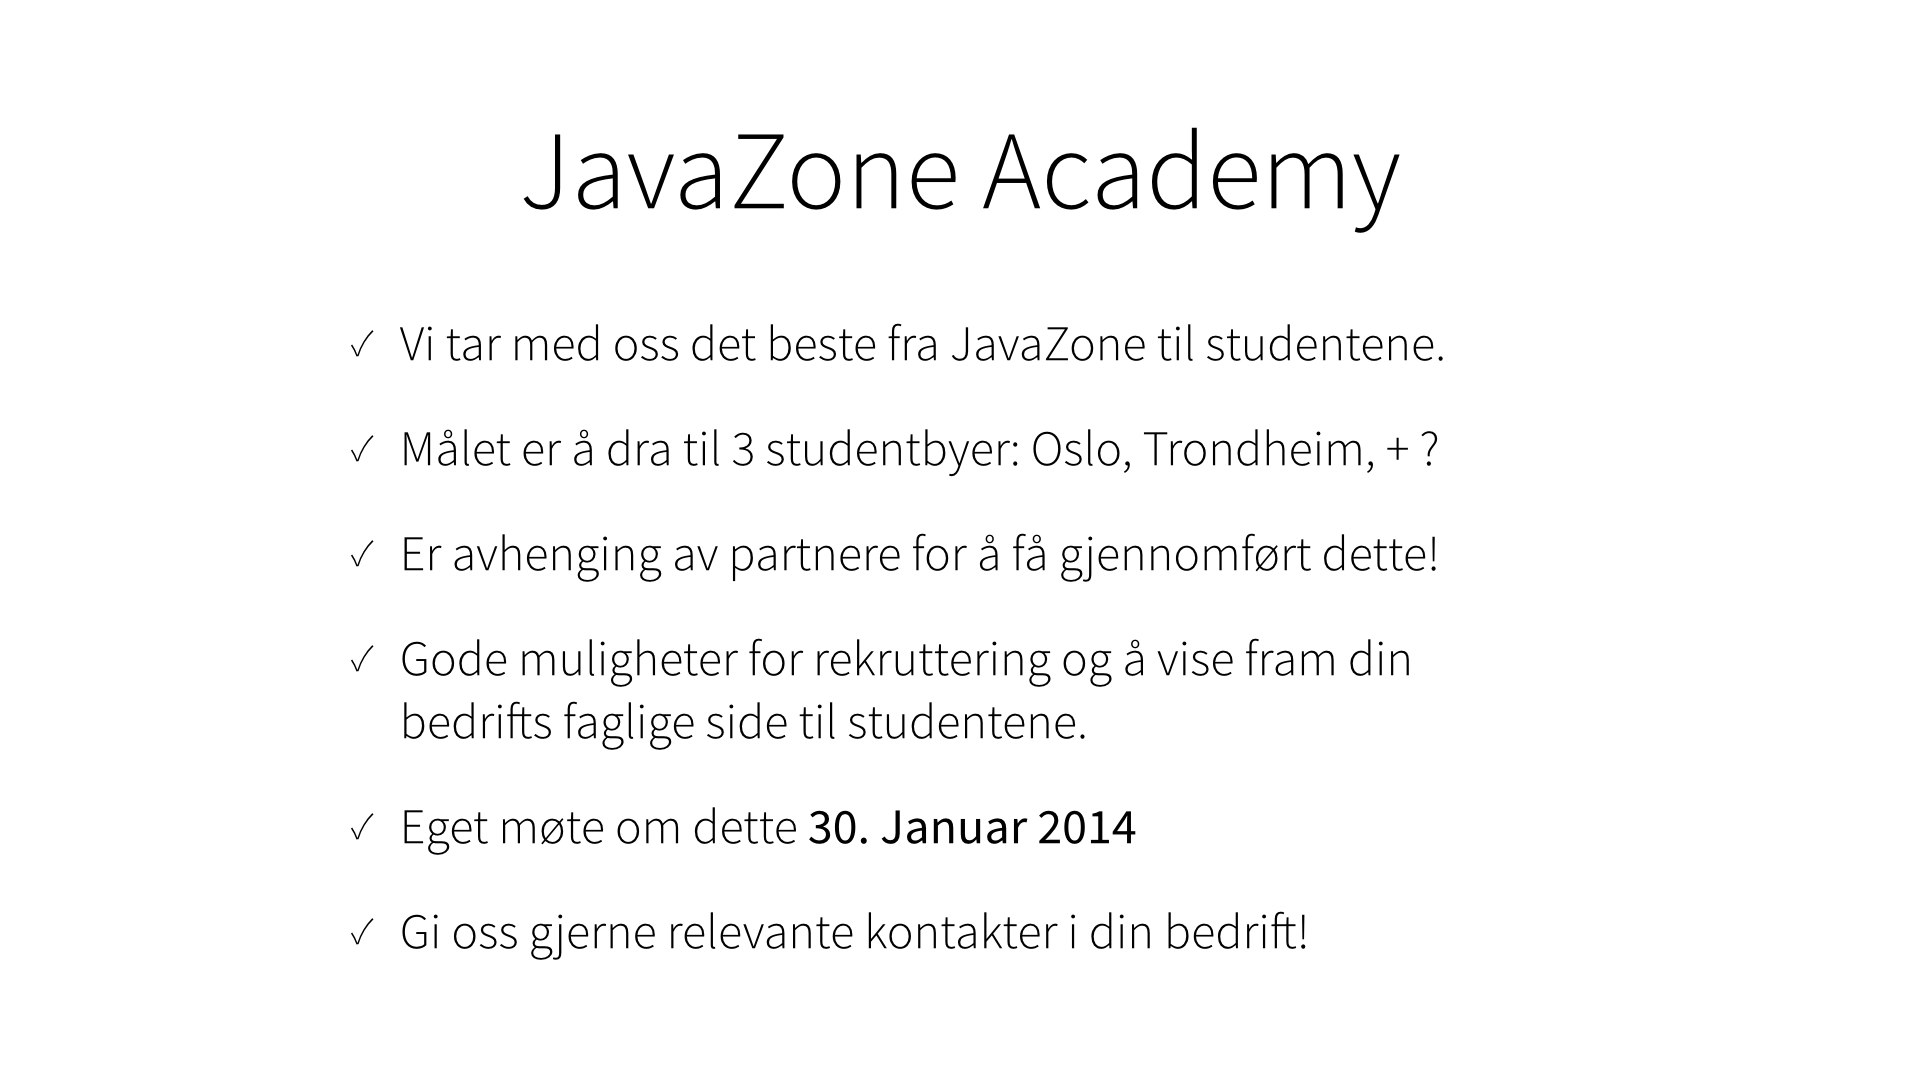 JavaZone Academy
✓ Vi tar med oss det beste fra JavaZone til studentene.
✓ Målet er å dra til 3 studentbyer: Oslo, Trondheim, + ?
✓ Er avhenging av partnere for å få gjennomført dette!
✓ Gode muligheter for rekruttering og å vise fram din
bedrifts faglige side til studentene.
✓ Eget møte om dette 30. Januar 2014
✓ Gi oss gjerne relevante kontakter i din bedrift!